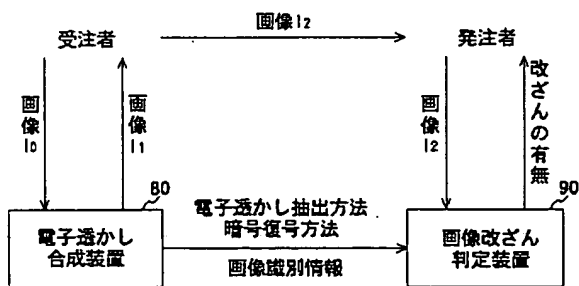 画像I2
受注者
発注者
画像I0
画像I1
画像I2
改ざんの有無
80
90
電子透かし
合成装置
電子透かし抽出方法
暗号復号方法
画像識別情報
画像改ざん
判定装置